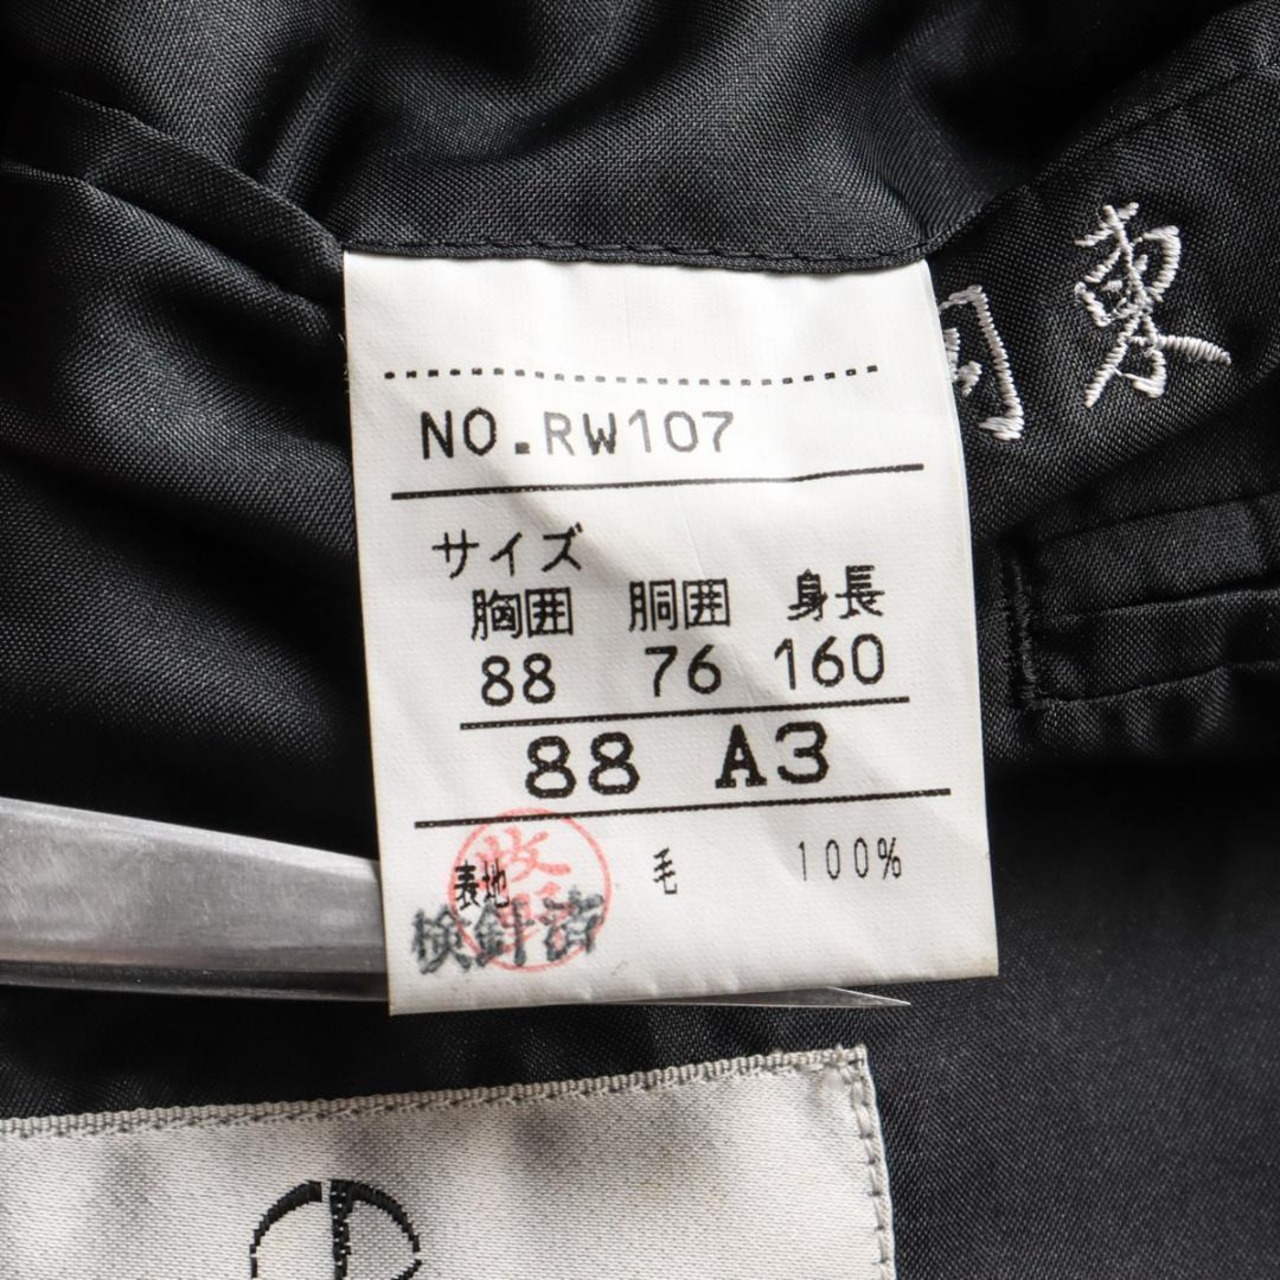 東
NO.RW107
サイズ
胸囲 胴囲 身長
88 76 160
88 A3
表地 毛 100%
検針済